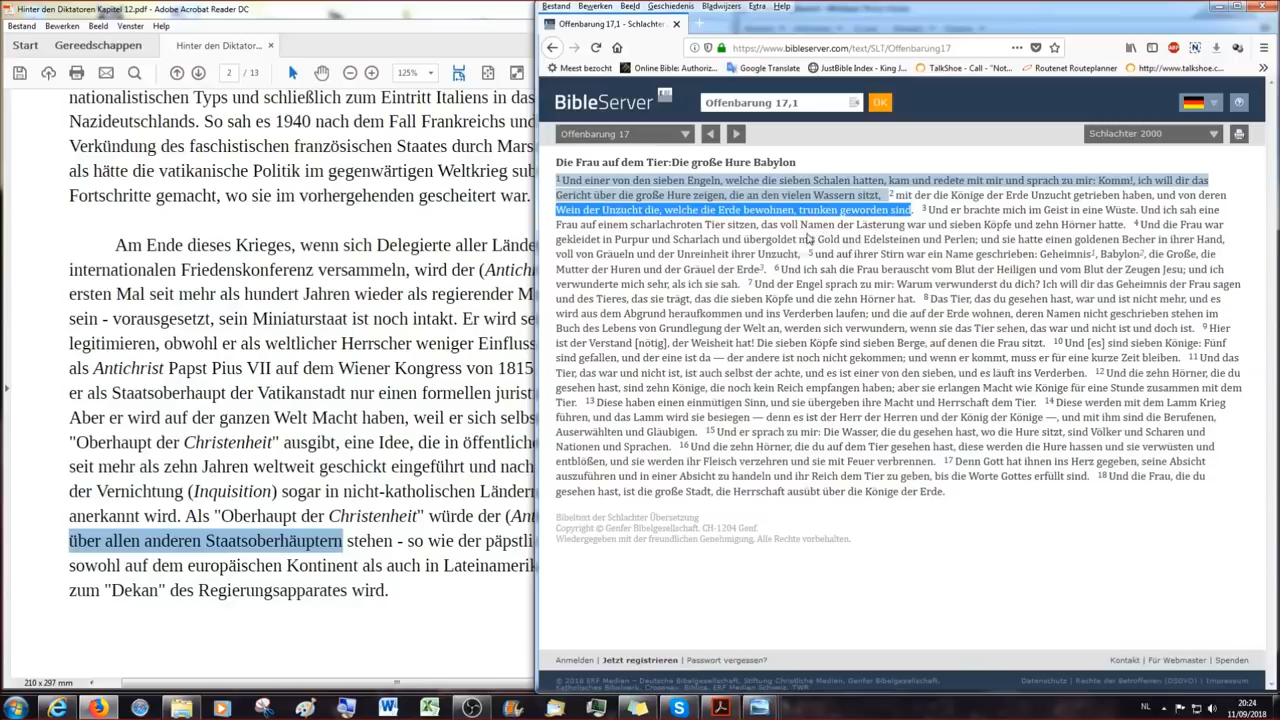 Hinter den Diktatoren Kapitel 12.pdf - Adobe Acrobat Reader DC
Bestand Bewerken Beeld Venster Help
Start Gereedschappen Hinter den Diktator... ×
2 / 13 125%
nationalistischen Typs und schließlich zum Eintritt Italiens in das
Nazideutschlands. So sah es 1940 nach dem Fall Frankreichs und
Verkündung des faschistischen französischen Staates durch Mars
als hätte die vatikanische Politik im gegenwärtigen Weltkrieg sub
Fortschritte gemacht, wo sie im vorhergehenden gescheitert war.
Am Ende dieses Krieges, wenn sich Delegierte aller Lände
internationalen Friedenskonferenz versammeln, wird der (Antich
ersten Mal seit mehr als hundert Jahren wieder als regierender M
sein - vorausgesetzt, sein Miniaturstaat ist noch intakt. Er wird se
legitimieren, obwohl er als weltlicher Herrscher weniger Einfluss
als Antichrist Papst Pius VII auf dem Wiener Kongress von 1815
er als Staatsoberhaupt der Vatikanstadt nur einen formellen jurist
Aber er wird auf der ganzen Welt Macht haben, weil er sich selbs
"Oberhaupt der Christenheit" ausgibt, eine Idee, die in öffentliche
seit mehr als zehn Jahren weltweit geschickt eingeführt und nach
der Vernichtung (Inquisition) sogar in nicht-katholischen Ländern
anerkannt wird. Als "Oberhaupt der Christenheit" würde der (Ant
über allen anderen Staatsoberhäuptern stehen - so wie der päpstli
sowohl auf dem europäischen Kontinent als auch in Lateinamerik
zum "Dekan" des Regierungsapparates wird.
210 x 297 mm
Bestand Bewerken Beeld Geschiedenis Bladwijzers Extra Help
Offenbarung 17,1 - Schlachter ×
https://www.bibleserver.com/text/SLT/Offenbarung17
Meest bezocht Online Bible: Authoriz... Google Translate JustBible Index - King J... TalkShoe - Call - "Not... Routenet Routeplanner http://www.talkshoe.c...
BibleServer Offenbarung 17,1 OK
Offenbarung 17 Schlachter 2000
Die Frau auf dem Tier:Die große Hure Babylon
1 Und einer von den sieben Engeln, welche die sieben Schalen hatten, kam und redete mit mir und sprach zu mir: Komm!, ich will dir das
Gericht über die große Hure zeigen, die an den vielen Wassern sitzt, 2 mit der die Könige der Erde Unzucht getrieben haben, und von deren
Wein der Unzucht die, welche die Erde bewohnen, trunken geworden sind. 3 Und er brachte mich im Geist in eine Wüste. Und ich sah eine
Frau auf einem scharlachroten Tier sitzen, das voll Namen der Lästerung war und sieben Köpfe und zehn Hörner hatte. 4 Und die Frau war
gekleidet in Purpur und Scharlach und übergoldet mit Gold und Edelsteinen und Perlen; und sie hatte einen goldenen Becher in ihrer Hand,
voll von Gräueln und der Unreinheit ihrer Unzucht, 5 und auf ihrer Stirn war ein Name geschrieben: Geheimnis1, Babylon2, die Große, die
Mutter der Huren und der Gräuel der Erde3. 6 Und ich sah die Frau berauscht vom Blut der Heiligen und vom Blut der Zeugen Jesu; und ich
verwunderte mich sehr, als ich sie sah. 7 Und der Engel sprach zu mir: Warum verwunderst du dich? Ich will dir das Geheimnis der Frau sagen
und des Tieres, das sie trägt, das die sieben Köpfe und die zehn Hörner hat. 8 Das Tier, das du gesehen hast, war und ist nicht mehr, und es
wird aus dem Abgrund heraufkommen und ins Verderben laufen; und die auf der Erde wohnen, deren Namen nicht geschrieben stehen im
Buch des Lebens von Grundlegung der Welt an, werden sich verwundern, wenn sie das Tier sehen, das war und nicht ist und doch ist. 9 Hier
ist der Verstand [nötig], der Weisheit hat! Die sieben Köpfe sind sieben Berge, auf denen die Frau sitzt. 10 Und [es] sind sieben Könige: Fünf
sind gefallen, und der eine ist da — der andere ist noch nicht gekommen; und wenn er kommt, muss er für eine kurze Zeit bleiben. 11 Und das
Tier, das war und nicht ist, ist auch selbst der achte, und es ist einer von den sieben, und es läuft ins Verderben. 12 Und die zehn Hörner, die du
gesehen hast, sind zehn Könige, die noch kein Reich empfangen haben; aber sie erlangen Macht wie Könige für eine Stunde zusammen mit dem
Tier. 13 Diese haben einen einmütigen Sinn, und sie übergeben ihre Macht und Herrschaft dem Tier. 14 Diese werden mit dem Lamm Krieg
führen, und das Lamm wird sie besiegen — denn es ist der Herr der Herren und der König der Könige —, und mit ihm sind die Berufenen,
Auserwählten und Gläubigen. 15 Und er sprach zu mir: Die Wasser, die du gesehen hast, wo die Hure sitzt, sind Völker und Scharen und
Nationen und Sprachen. 16 Und die zehn Hörner, die du auf dem Tier gesehen hast, diese werden die Hure hassen und sie verwüsten und
entblößen, und sie werden ihr Fleisch verzehren und sie mit Feuer verbrennen. 17 Denn Gott hat ihnen ins Herz gegeben, seine Absicht
auszuführen und in einer Absicht zu handeln und ihr Reich dem Tier zu geben, bis die Worte Gottes erfüllt sind. 18 Und die Frau, die du
gesehen hast, ist die große Stadt, die Herrschaft ausübt über die Könige der Erde.
Bibeltext der Schlachter Übersetzung
Copyright © Genfer Bibelgesellschaft, CH-1204 Genf.
Wiedergegeben mit der freundlichen Genehmigung. Alle Rechte vorbehalten.
Anmelden | Jetzt registrieren | Passwort vergessen? Kontakt | Für Webmaster | Spenden
© 2018 ERF Medien - Deutsche Bibelgesellschaft, Stiftung Christliche Medien, Genfer Bibelgesellschaft, Datenschutz | Rechte der Betroffenen (DSGVO) | Impressum
Katholisches Bibelwerk, Crossway, Biblica, ERF Medien Schweiz, TWR
NL 20:24
11/09/2018